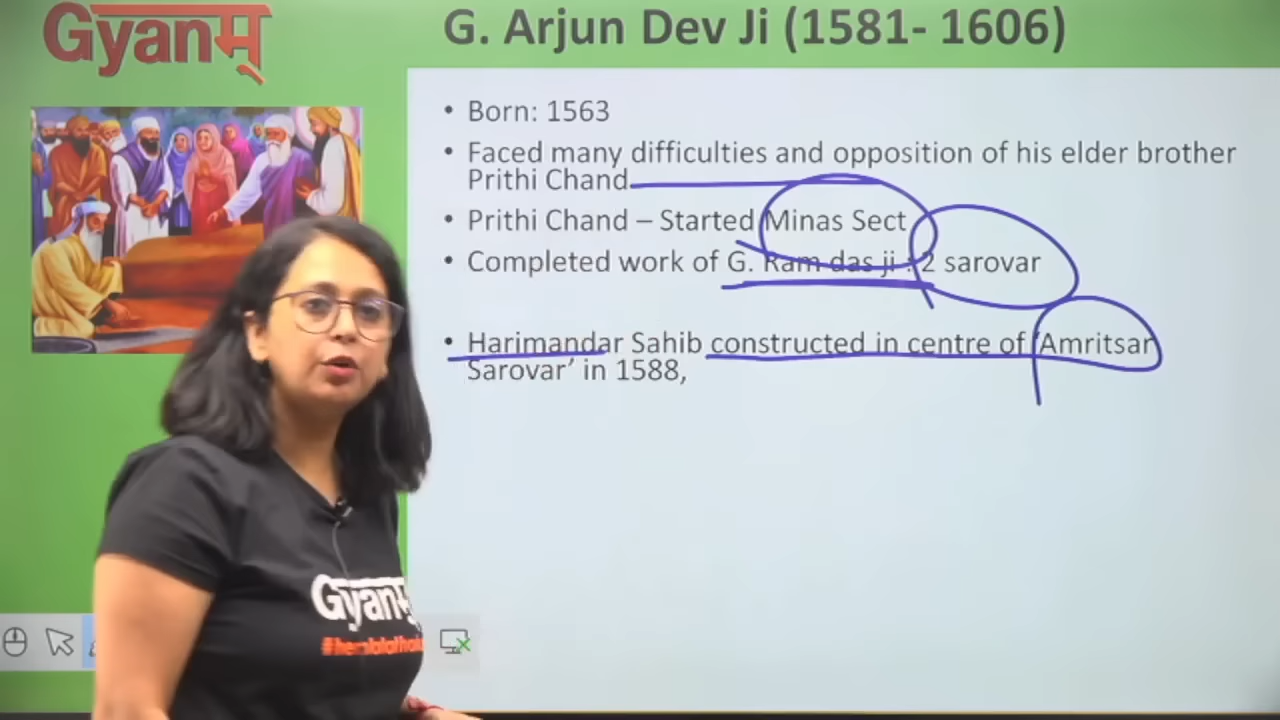 Gyanम्
G. Arjun Dev Ji (1581- 1606)
• Born: 1563
• Faced many difficulties and opposition of his elder brother
Prithi Chand
• Prithi Chand – Started Minas Sect
• Completed work of G. Ram das ji : 2 sarovar
• Harimandar Sahib constructed in centre of ‘Amritsar
Sarovar’ in 1588,
Gyanम्